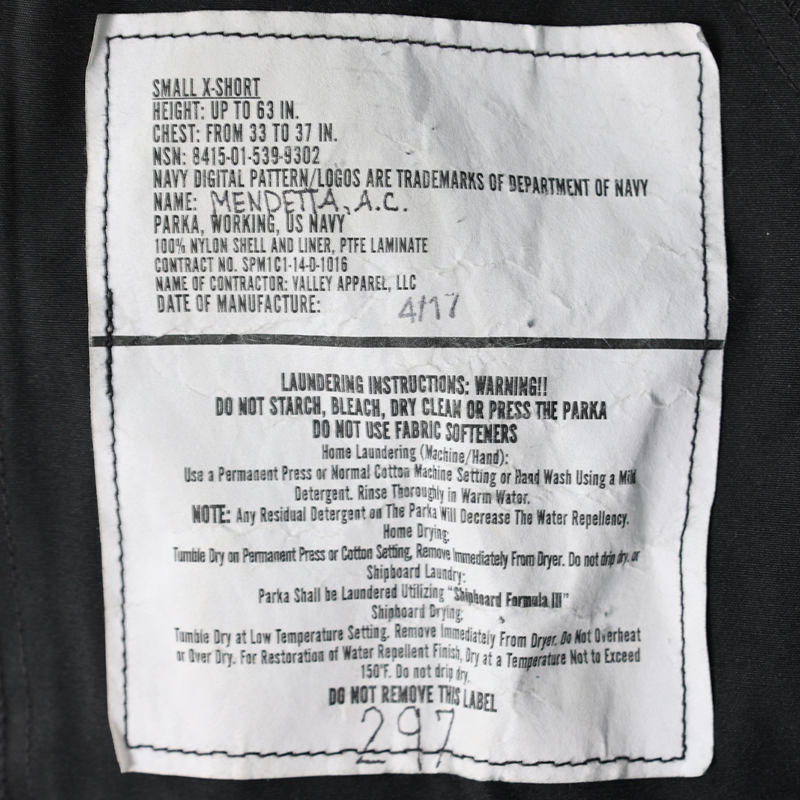 SMALL X-SHORT
HEIGHT: UP TO 63 IN.
CHEST: FROM 33 TO 37 IN.
NSN: 8415-01-539-9302
NAVY DIGITAL PATTERN/LOGOS ARE TRADEMARKS OF DEPARTMENT OF NAVY
NAME: MENDETTA, A.C.
PARKA, WORKING, US NAVY
100% NYLON SHELL AND LINER, PTFE LAMINATE
CONTRACT NO. SPM1C1-14-D-1016
NAME OF CONTRACTOR: VALLEY APPAREL, LLC
DATE OF MANUFACTURE: 4/17
LAUNDERING INSTRUCTIONS: WARNING!!
DO NOT STARCH, BLEACH, DRY CLEAN OR PRESS THE PARKA
DO NOT USE FABRIC SOFTENERS
Home Laundering (Machine/Hand):
Use a Permanent Press or Normal Cotton Machine Setting or Hand Wash Using a Mild
Detergent. Rinse Thoroughly in Warm Water.
NOTE: Any Residual Detergent on The Parka Will Decrease The Water Repellency.
Home Drying:
Tumble Dry on Permanent Press or Cotton Setting, Remove Immediately From Dryer. Do not drip dry. or
Shipboard Laundry:
Parka Shall be Laundered Utilizing "Shipboard Formula III"
Shipboard Drying:
Tumble Dry at Low Temperature Setting. Remove Immediately From Dryer. Do Not Overheat
or Over Dry. For Restoration of Water Repellent Finish, Dry at a Temperature Not to Exceed
150°F. Do not drip dry.
DO NOT REMOVE THIS LABEL
297